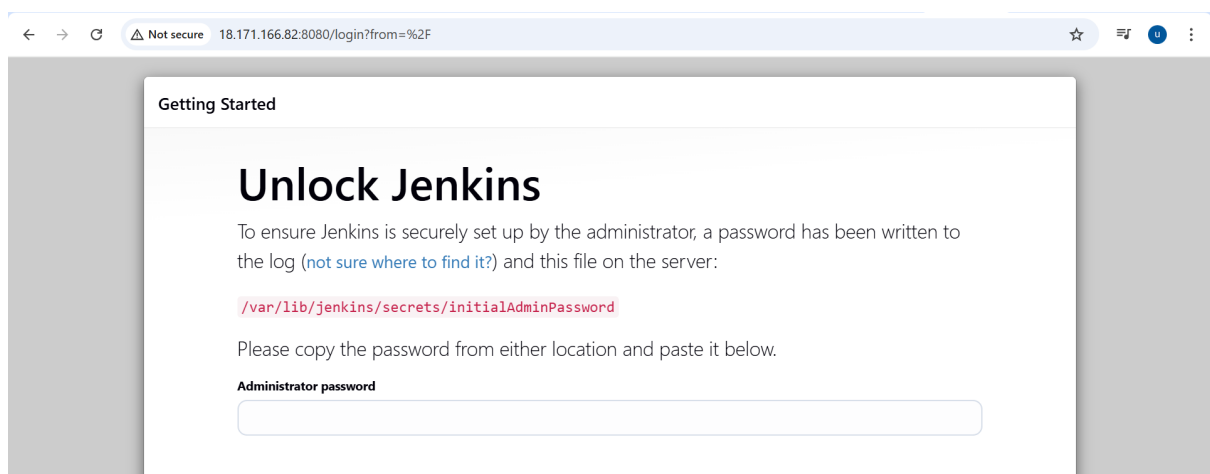 Not secure 18.171.166.82:8080/login?from=%2F
u
Getting Started
Unlock Jenkins
To ensure Jenkins is securely set up by the administrator, a password has been written to
the log (not sure where to find it?) and this file on the server:
/var/lib/jenkins/secrets/initialAdminPassword
Please copy the password from either location and paste it below.
Administrator password